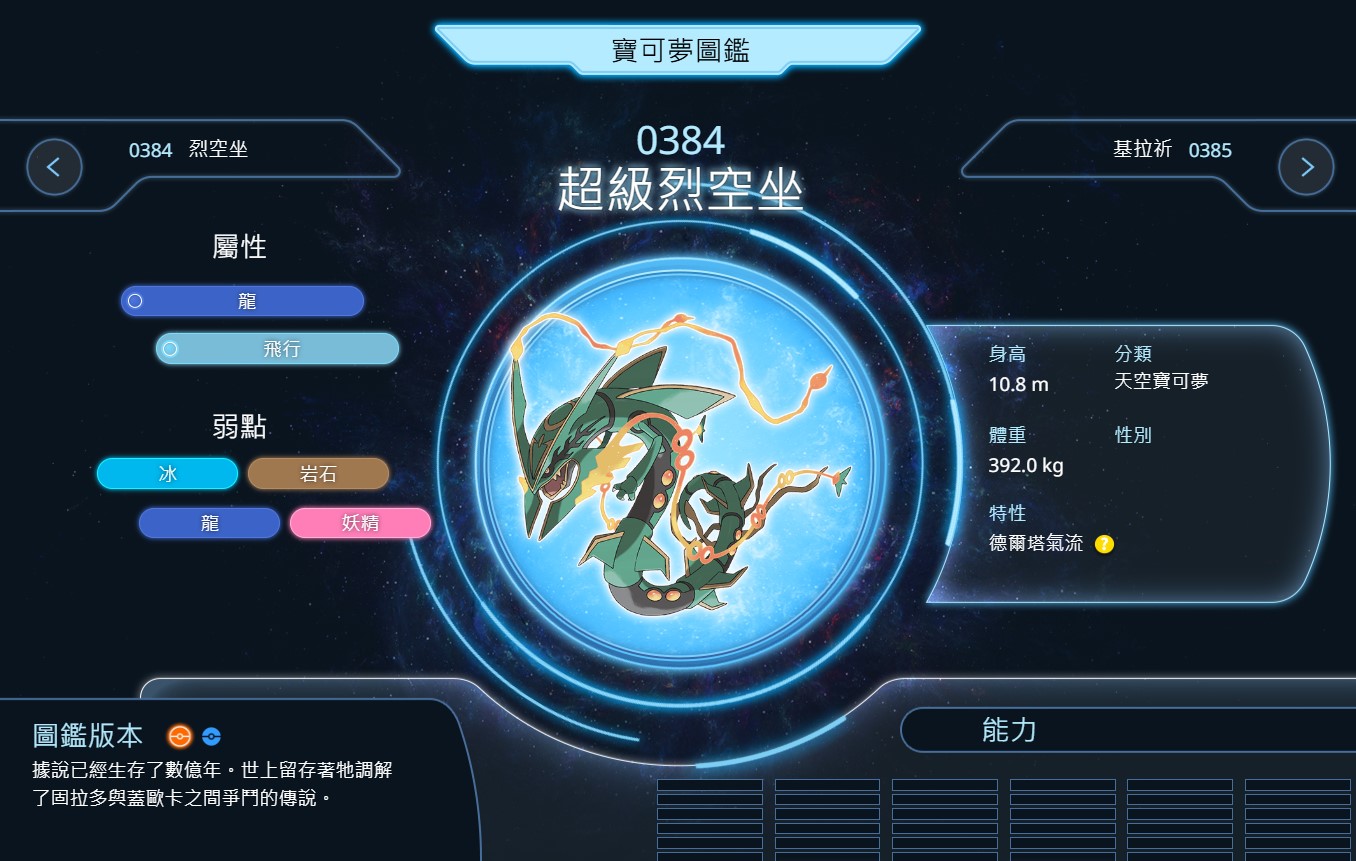 寶可夢圖鑑
0384 烈空坐
基拉祈 0385
0384
超級烈空坐
屬性
龍
飛行
弱點
冰
岩石
龍
妖精
身高
10.8 m
分類
天空寶可夢
體重
392.0 kg
性別
特性
德爾塔氣流 ?
圖鑑版本
據說已經生存了數億年。世上留存著牠調解
了固拉多與蓋歐卡之間爭鬥的傳說。
能力